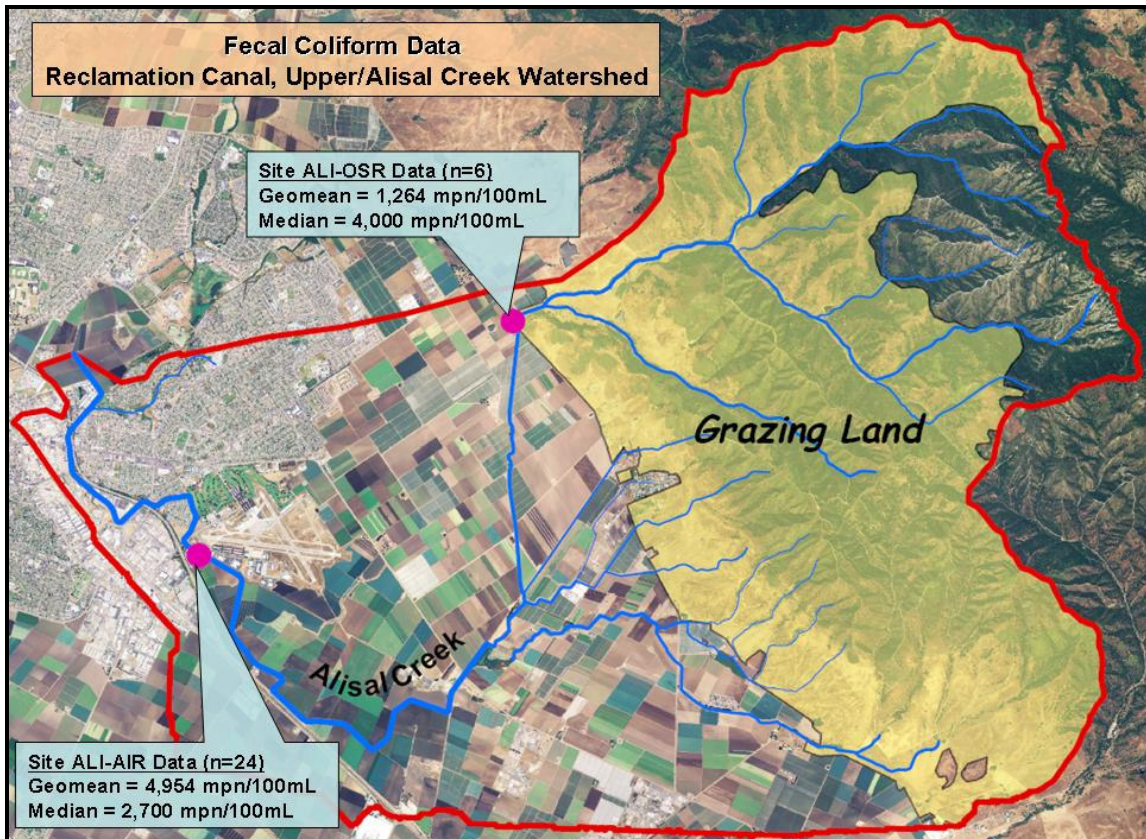 Fecal Coliform Data
Reclamation Canal, Upper/Alisal Creek Watershed
Site ALI-OSR Data (n=6)
Geomean = 1,264 mpn/100mL
Median = 4,000 mpn/100mL
Grazing Land
Alisal Creek
Site ALI-AIR Data (n=24)
Geomean = 4,954 mpn/100mL
Median = 2,700 mpn/100mL